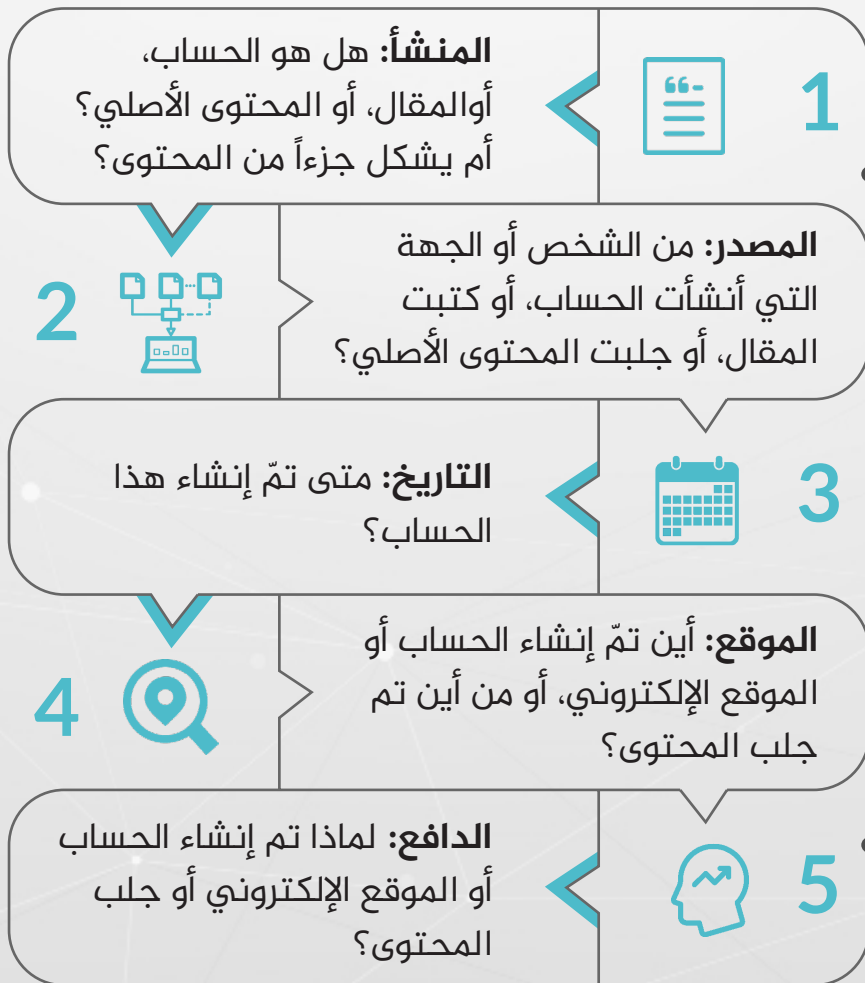 1
المنشأ: هل هو الحساب،
أوالمقال، أو المحتوى الأصلي؟
أم يشكل جزءاً من المحتوى؟
2
المصدر: من الشخص أو الجهة
التي أنشأت الحساب، أو كتبت
المقال، أو جلبت المحتوى الأصلي؟
3
التاريخ: متى تمّ إنشاء هذا
الحساب؟
4
الموقع: أين تمّ إنشاء الحساب أو
الموقع الإلكتروني، أو من أين تم
جلب المحتوى؟
5
الدافع: لماذا تم إنشاء الحساب
أو الموقع الإلكتروني أو جلب
المحتوى؟